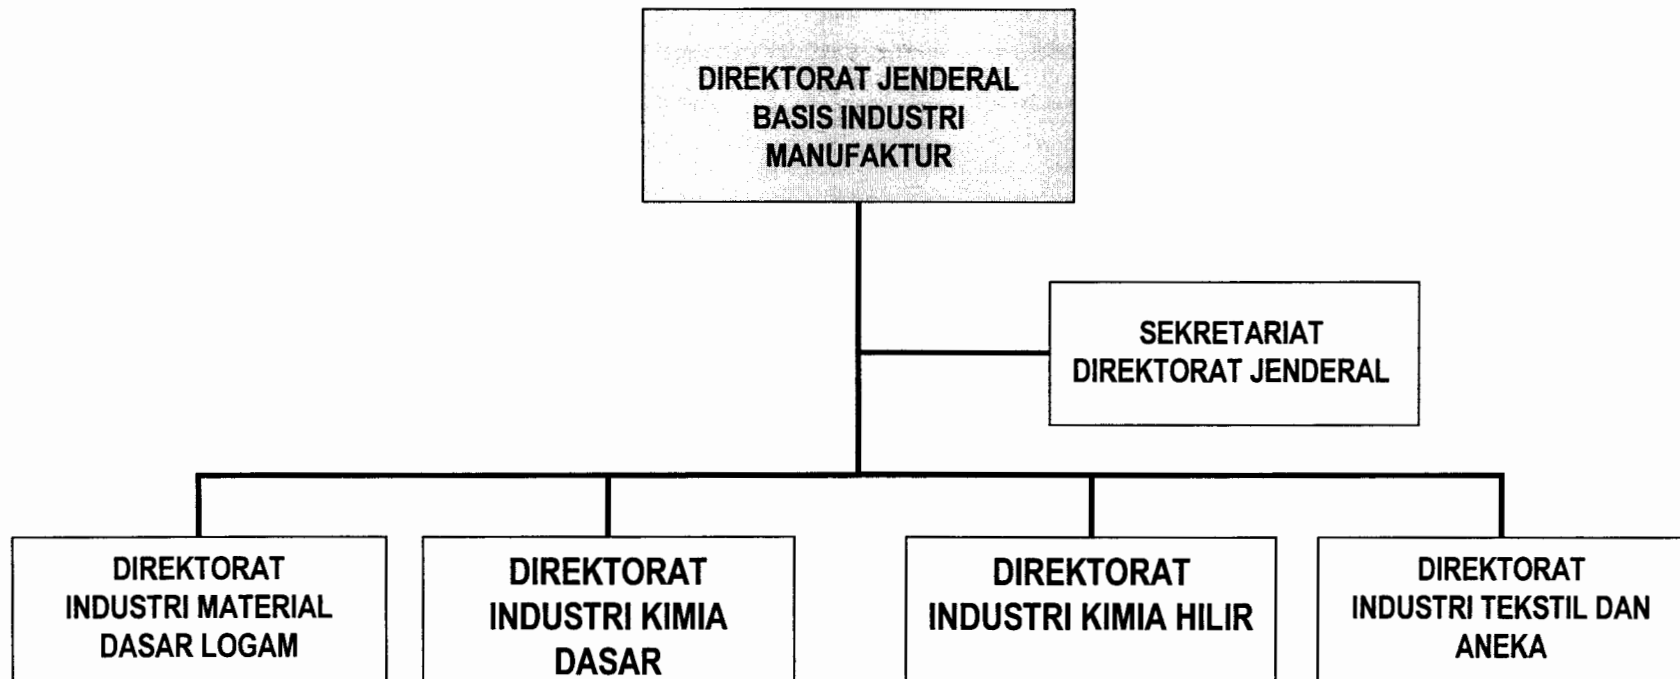 DIREKTORAT JENDERAL
BASIS INDUSTRI
MANUFAKTUR
SEKRETARIAT
DIREKTORAT JENDERAL
DIREKTORAT
INDUSTRI MATERIAL
DASAR LOGAM
DIREKTORAT
INDUSTRI KIMIA
DASAR
DIREKTORAT
INDUSTRI KIMIA HILIR
DIREKTORAT
INDUSTRI TEKSTIL DAN
ANEKA